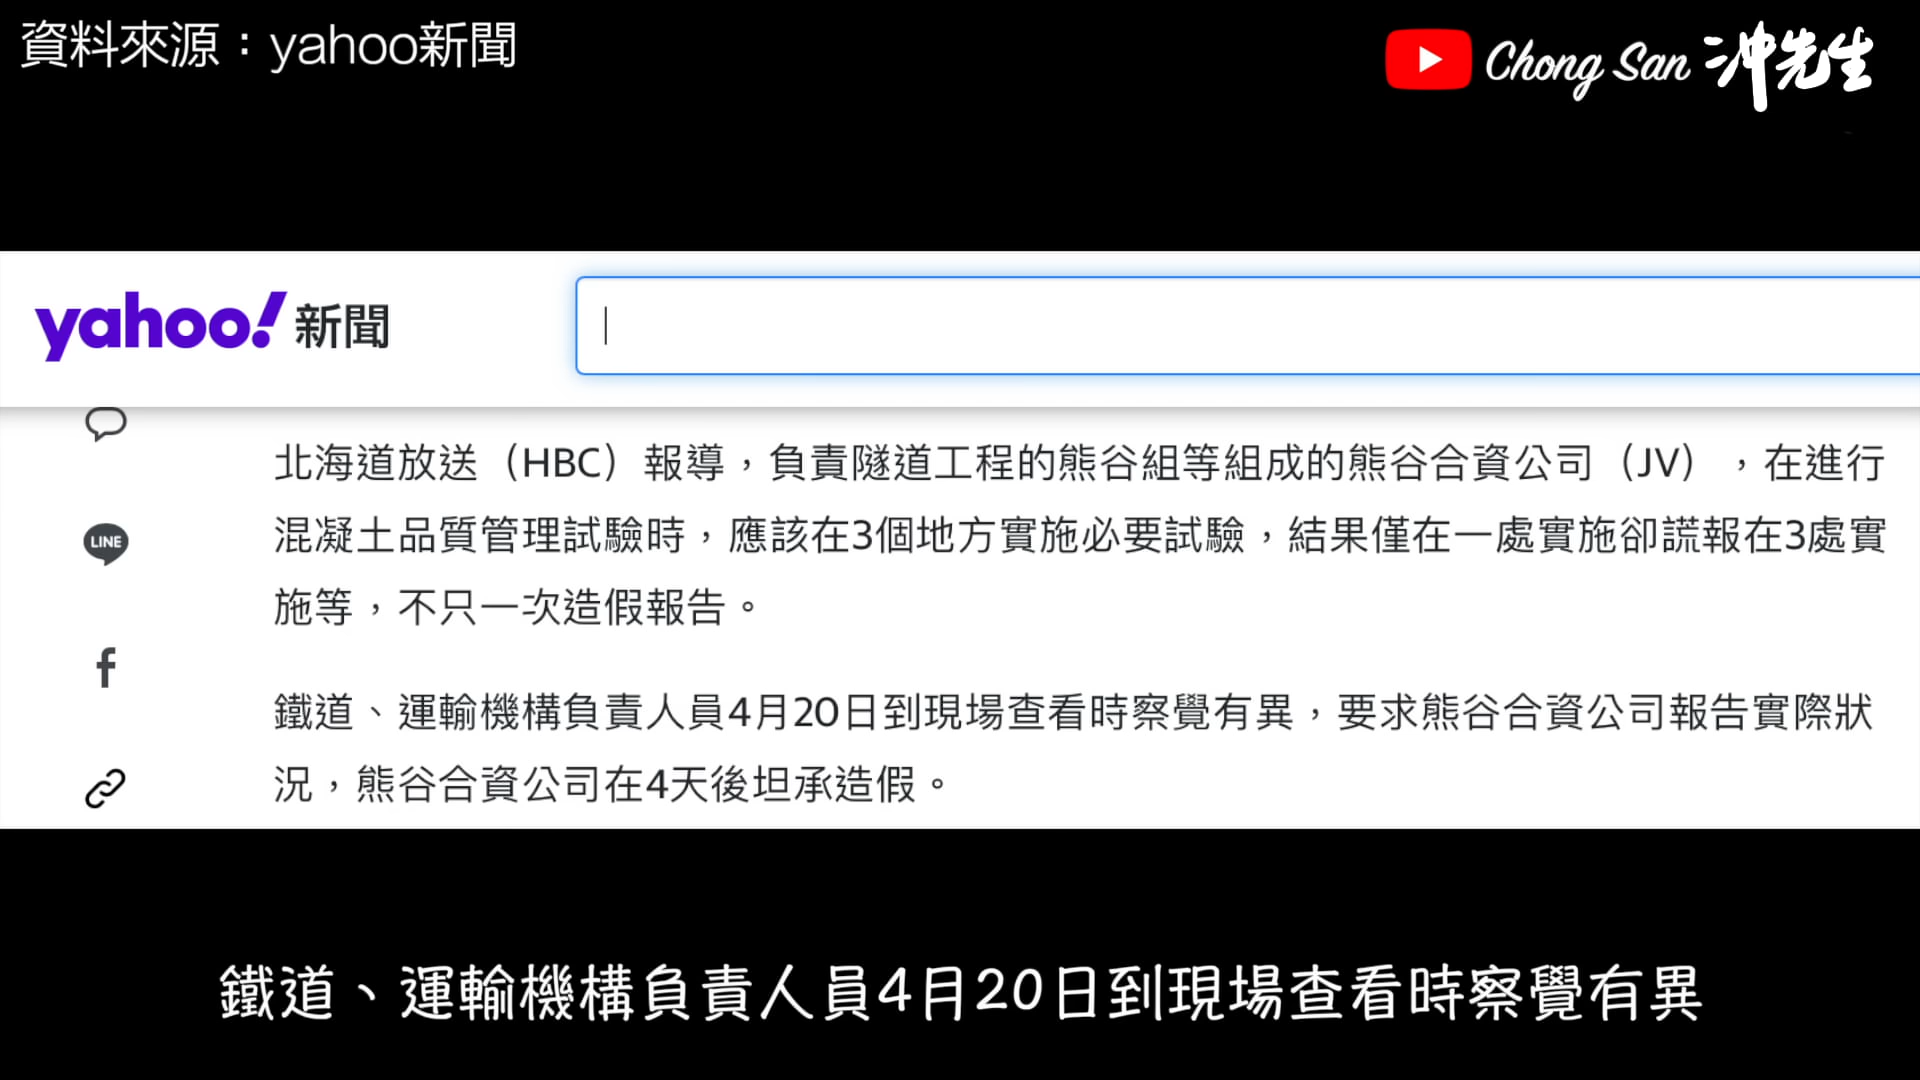 資料來源：yahoo新聞
Chong San 沖先生
yahoo!新聞
北海道放送（HBC）報導，負責隧道工程的熊谷組等組成的熊谷合資公司（JV），在進行
混凝土品質管理試驗時，應該在3個地方實施必要試驗，結果僅在一處實施卻謊報在3處實
施等，不只一次造假報告。
LINE
鐵道、運輸機構負責人員4月20日到現場查看時察覺有異，要求熊谷合資公司報告實際狀
況，熊谷合資公司在4天後坦承造假。
鐵道、運輸機構負責人員4月20日到現場查看時察覺有異